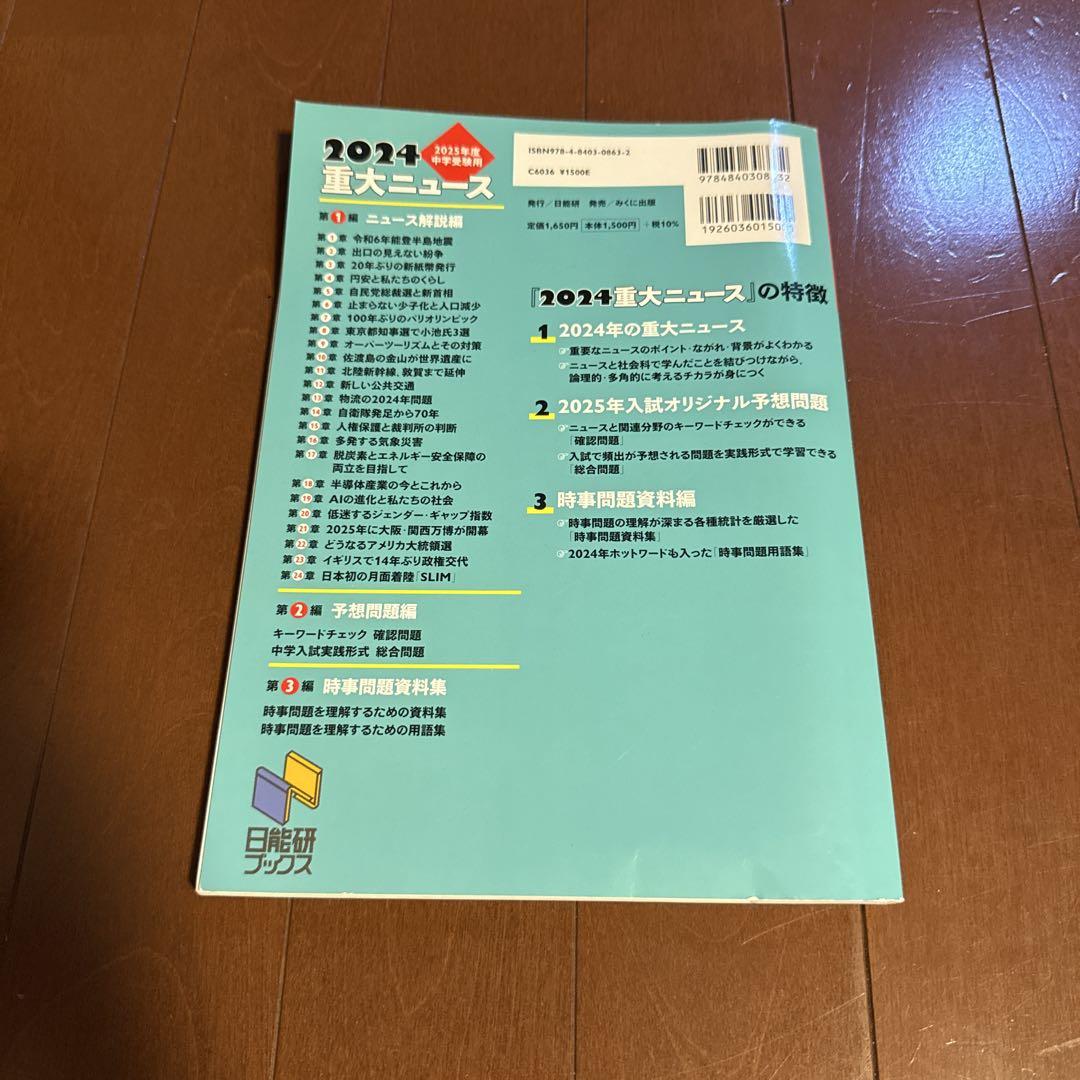 2024
重大ニュース
2025年度
中学受験用
第1編 ニュース解説編
第1章 令和6年能登半島地震
第2章 出口の見えない紛争
第3章 20年ぶりの新紙幣発行
第4章 円安と私たちのくらし
第5章 自民党総裁選と新首相
第6章 止まらない少子化と人口減少
第7章 100年ぶりのパリオリンピック
第8章 東京都知事選で小池氏3選
第9章 オーバーツーリズムとその対策
第10章 佐渡島の金山が世界遺産に
第11章 北陸新幹線、敦賀まで延伸
第12章 新しい公共交通
第13章 物流の2024年問題
第14章 自衛隊発足から70年
第15章 人権保護と裁判所の判断
第16章 多発する気象災害
第17章 脱炭素とエネルギー安全保障の
両立を目指して
第18章 半導体産業の今とこれから
第19章 AIの進化と私たちの社会
第20章 低迷するジェンダー・ギャップ指数
第21章 2025年に大阪・関西万博が開幕
第22章 どうなるアメリカ大統領選
第23章 イギリスで14年ぶり政権交代
第24章 日本初の月面着陸「SLIM」
第2編 予想問題編
キーワードチェック 確認問題
中学入試実践形式 総合問題
第3編 時事問題資料集
時事問題を理解するための資料集
時事問題を理解するための用語集
日能研
ブックス
ISBN978-4-8403-0863-2
C6036 ¥1500E
発行/日能研 発売/みくに出版
定価1,650円 本体1,500円 +税10%
『2024重大ニュース』の特徴
1 2024年の重大ニュース
☞重要なニュースのポイント・ながれ・背景がよくわかる
☞ニュースと社会科で学んだことを結びつけながら、
論理的・多角的に考えるチカラが身につく
2 2025年入試オリジナル予想問題
☞ニュースと関連分野のキーワードチェックができる
「確認問題」
☞入試で頻出が予想される問題を実践形式で学習できる
「総合問題」
3 時事問題資料編
☞時事問題の理解が深まる各種統計を厳選した
「時事問題資料集」
☞2024年ホットワードも入った「時事問題用語集」